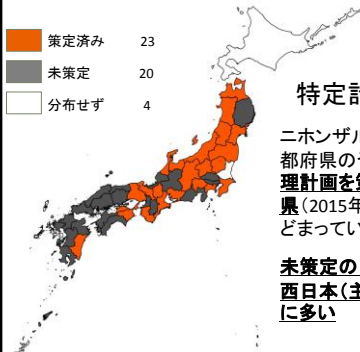 策定済み 23
未策定 20
分布せず 4
特定計
ニホンザル
都府県の
理計画を
県(2015年
どまってい
未策定の
西日本(主
に多い